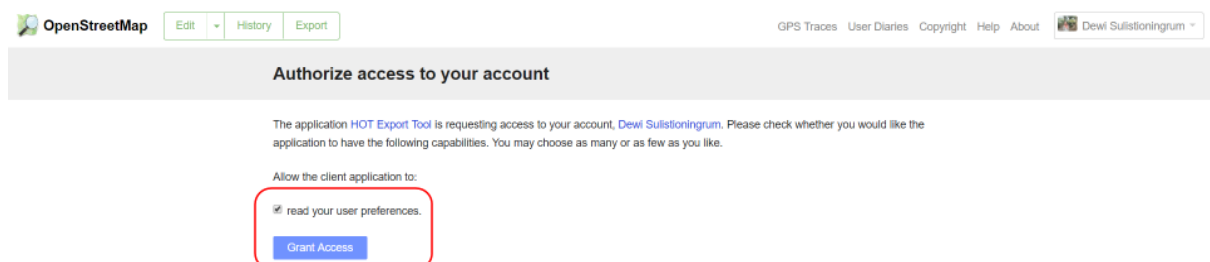 OpenStreetMap Edit History Export GPS Traces User Diaries Copyright Help About Dewi Sulistioningrum
Authorize access to your account
The application HOT Export Tool is requesting access to your account, Dewi Sulistioningrum. Please check whether you would like the
application to have the following capabilities. You may choose as many or as few as you like.
Allow the client application to:
read your user preferences.
Grant Access